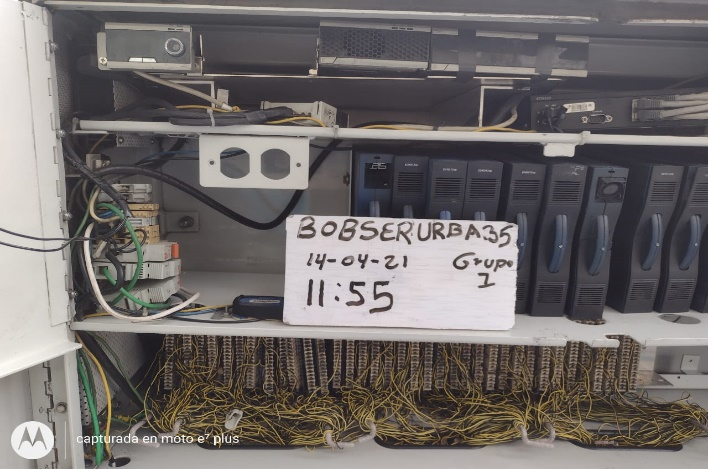 BOBSERURBA35
14-04-21 Grupo
11:55 1
capturada en moto e⁷ plus